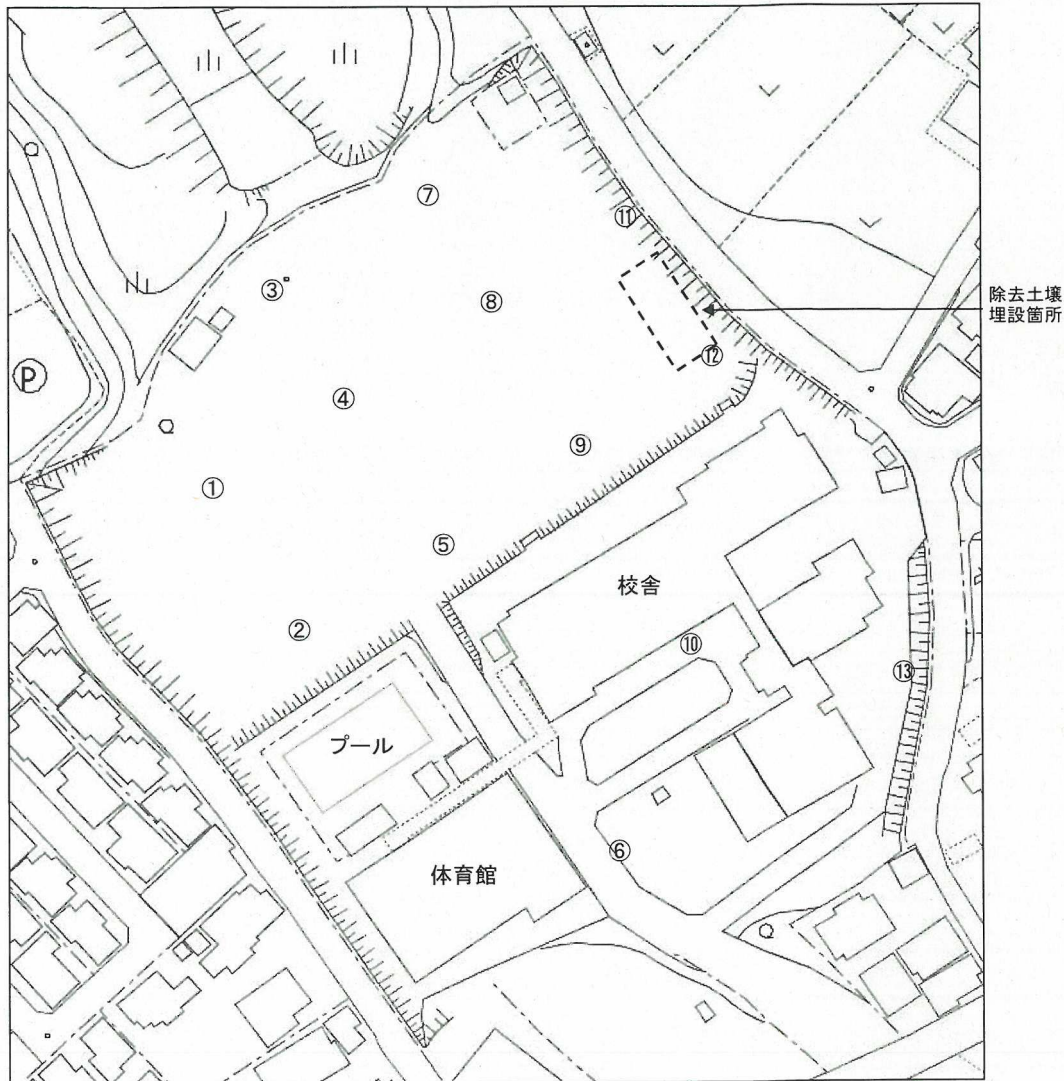 ⑦
⑪
③
⑧
除去土壌
埋設箇所
⑫
P
④
⑨
①
⑤
校舎
②
⑩
⑬
プール
⑥
体育館